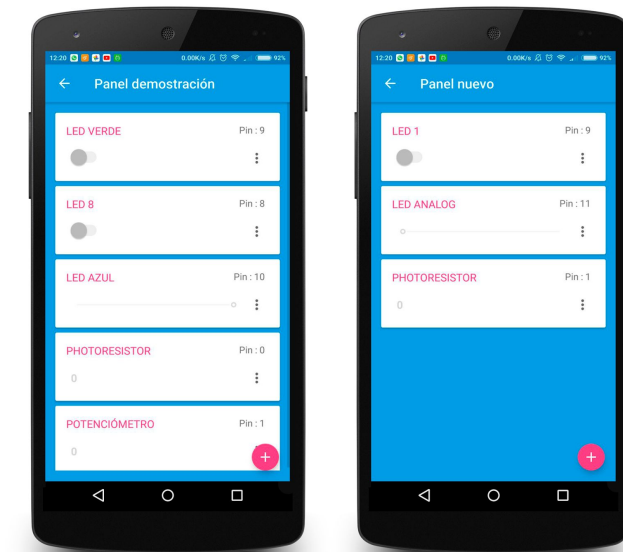 12:20
0.00K/s
92%
Panel demostración
LED VERDE
Pin : 9
LED 8
Pin : 8
LED AZUL
Pin : 10
PHOTORESISTOR
Pin : 0
0
POTENCIÓMETRO
Pin : 1
0
12:20
0.00K/s
92%
Panel nuevo
LED 1
Pin : 9
LED ANALOG
Pin : 11
PHOTORESISTOR
Pin : 1
0